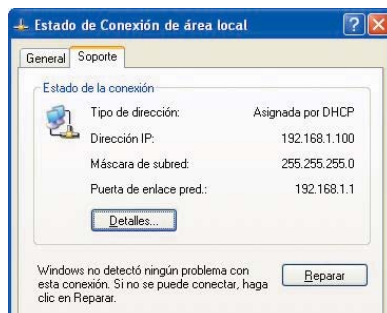 Estado de Conexión de área local
General Soporte
Estado de la conexión
Tipo de dirección: Asignada por DHCP
Dirección IP: 192.168.1.100
Máscara de subred: 255.255.255.0
Puerta de enlace pred.: 192.168.1.1
Detalles...
Windows no detectó ningún problema con
esta conexión. Si no se puede conectar, haga
clic en Reparar.
Reparar